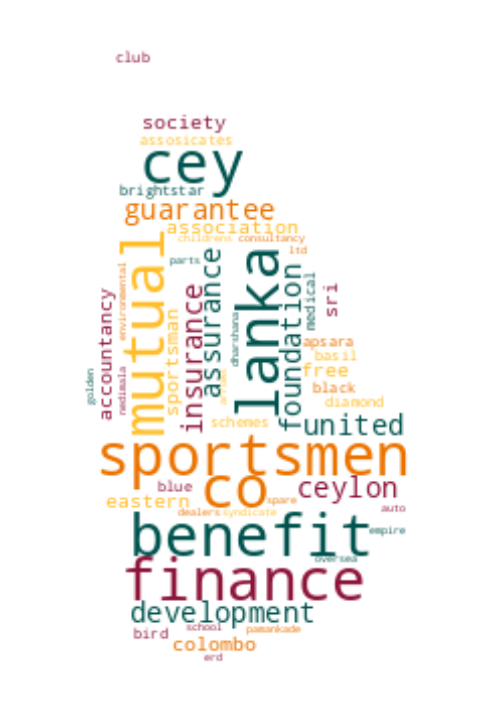 club
society
assosicates
cey
brightstar
guarantee
association
childrens consultancy
ltd
parts
mutual
lanka
assurance
insurance
foundation
medical
sri
environmental
accountancy
sportsman
dharshana
golden
nedimala
apsara
basil
free
black
diamond
schemes
united
sportsmen
co
ceylon
blue
eastern
spare
auto
dealers syndicate
benefit
empire
oversea
finance
development
school
bird
pamankade
colombo
erd